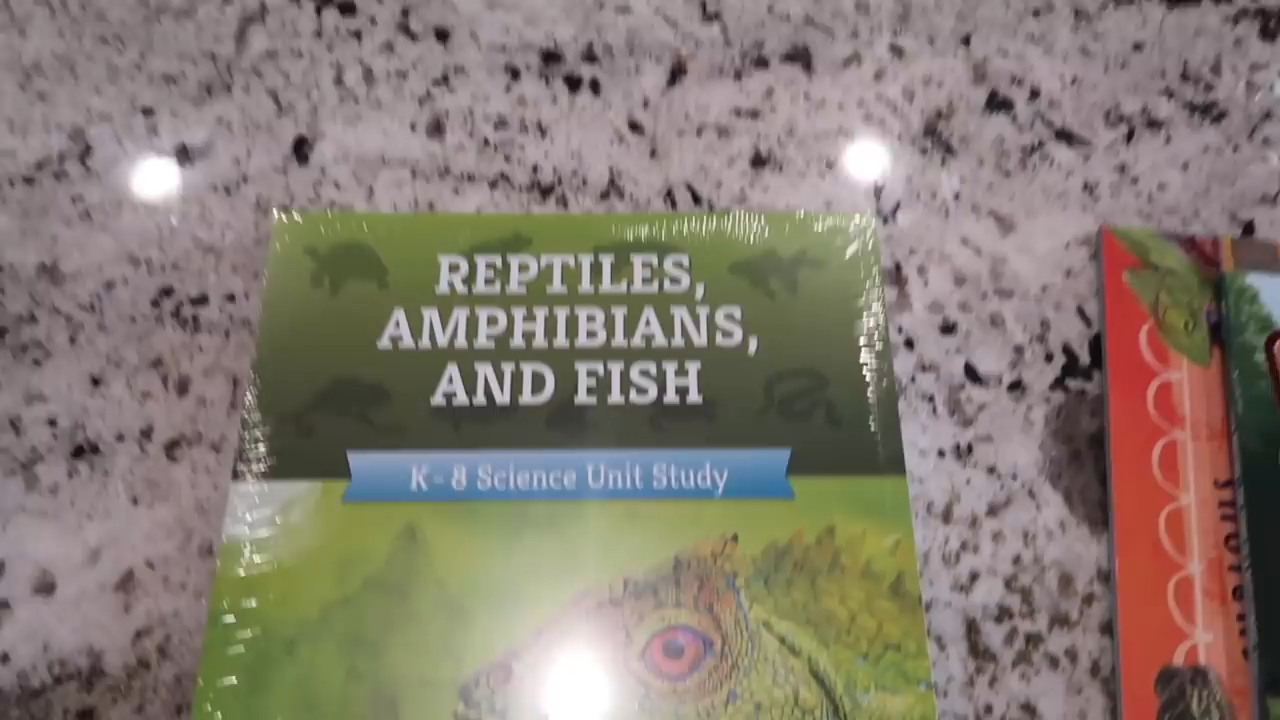 REPTILES,
AMPHIBIANS,
AND FISH
K-8 Science Unit Study